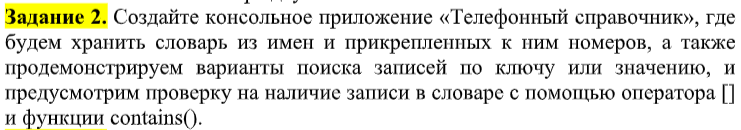 Задание 2. Создайте консольное приложение «Телефонный справочник», где
будем хранить словарь из имен и прикрепленных к ним номеров, а также
продемонстрируем варианты поиска записей по ключу или значению, и
предусмотрим проверку на наличие записи в словаре с помощью оператора []
и функции contains().